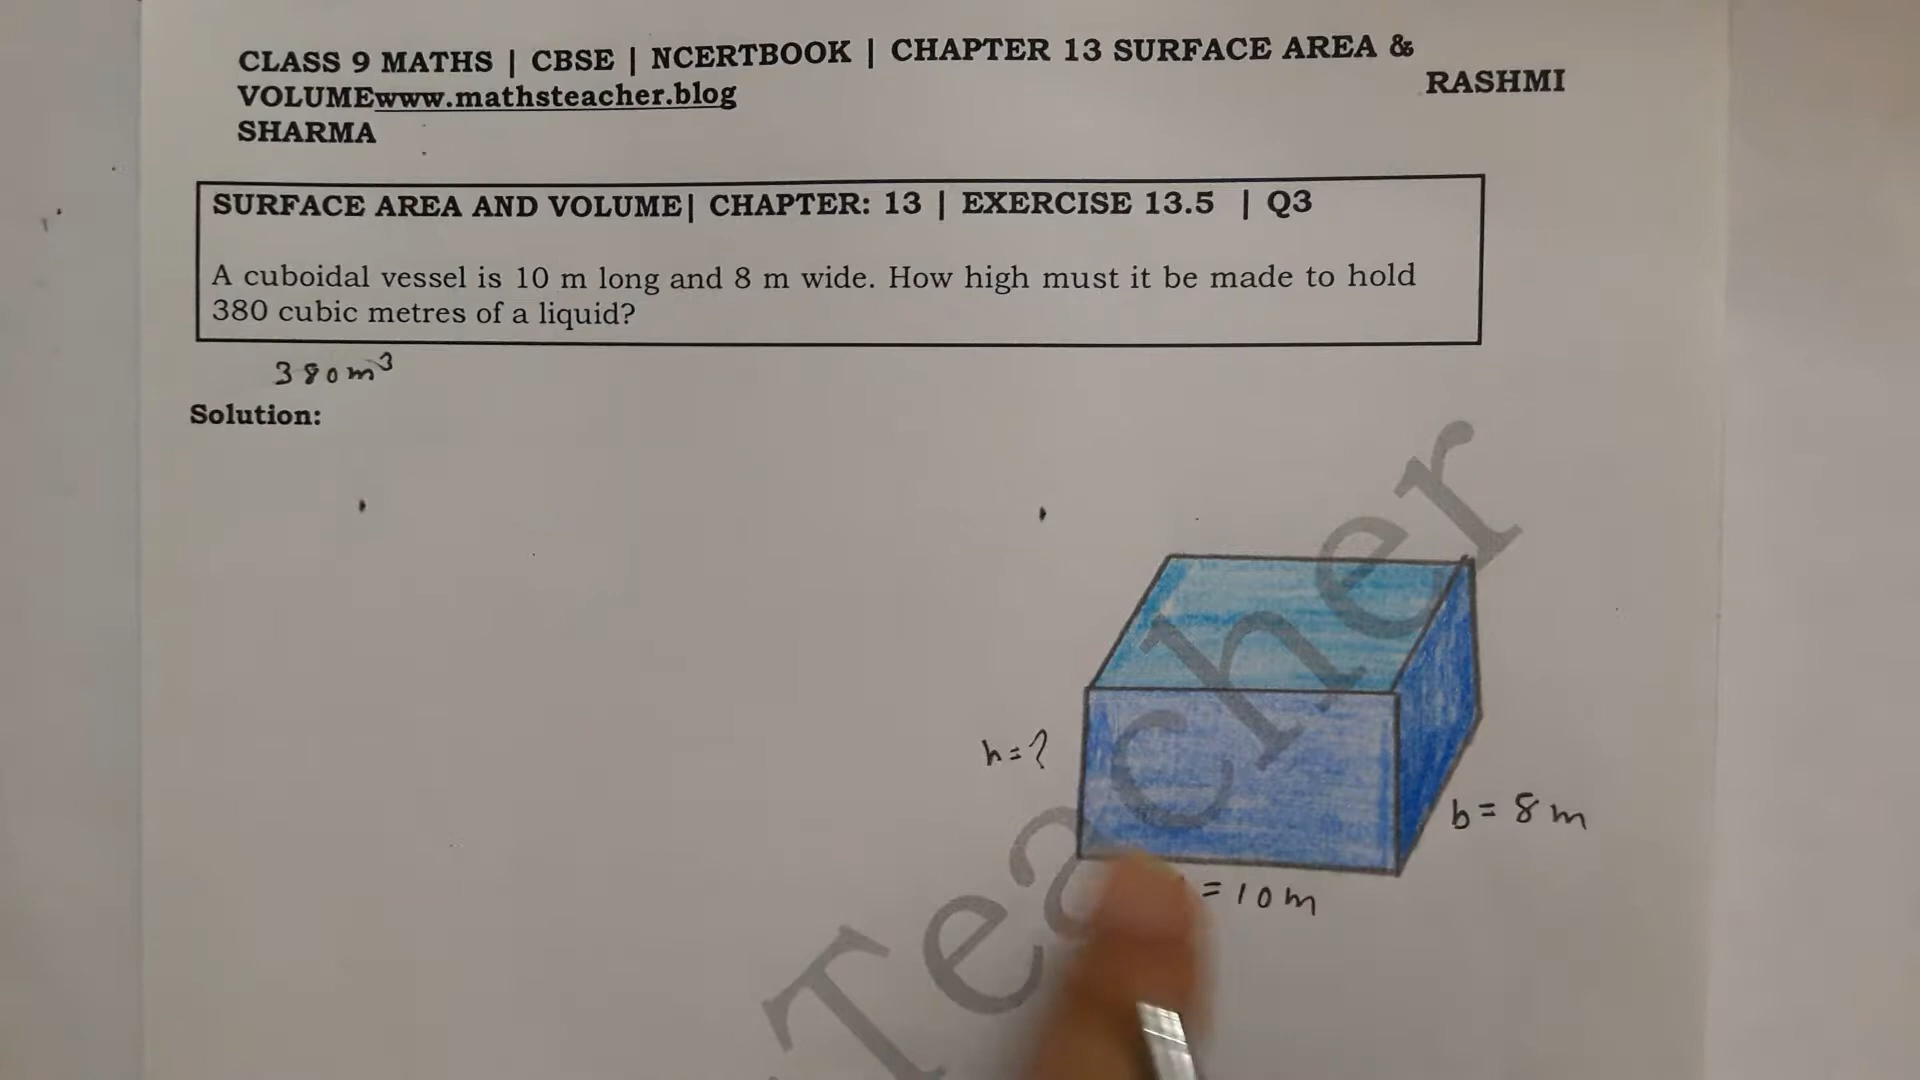 CLASS 9 MATHS | CBSE | NCERTBOOK | CHAPTER 13 SURFACE AREA &
VOLUMEwww.mathsteacher.blog RASHMI
SHARMA
SURFACE AREA AND VOLUME| CHAPTER: 13 | EXERCISE 13.5 | Q3
A cuboidal vessel is 10 m long and 8 m wide. How high must it be made to hold
380 cubic metres of a liquid?
380m³
Solution:
h=?
b= 8 m
= 10 m
Teacher